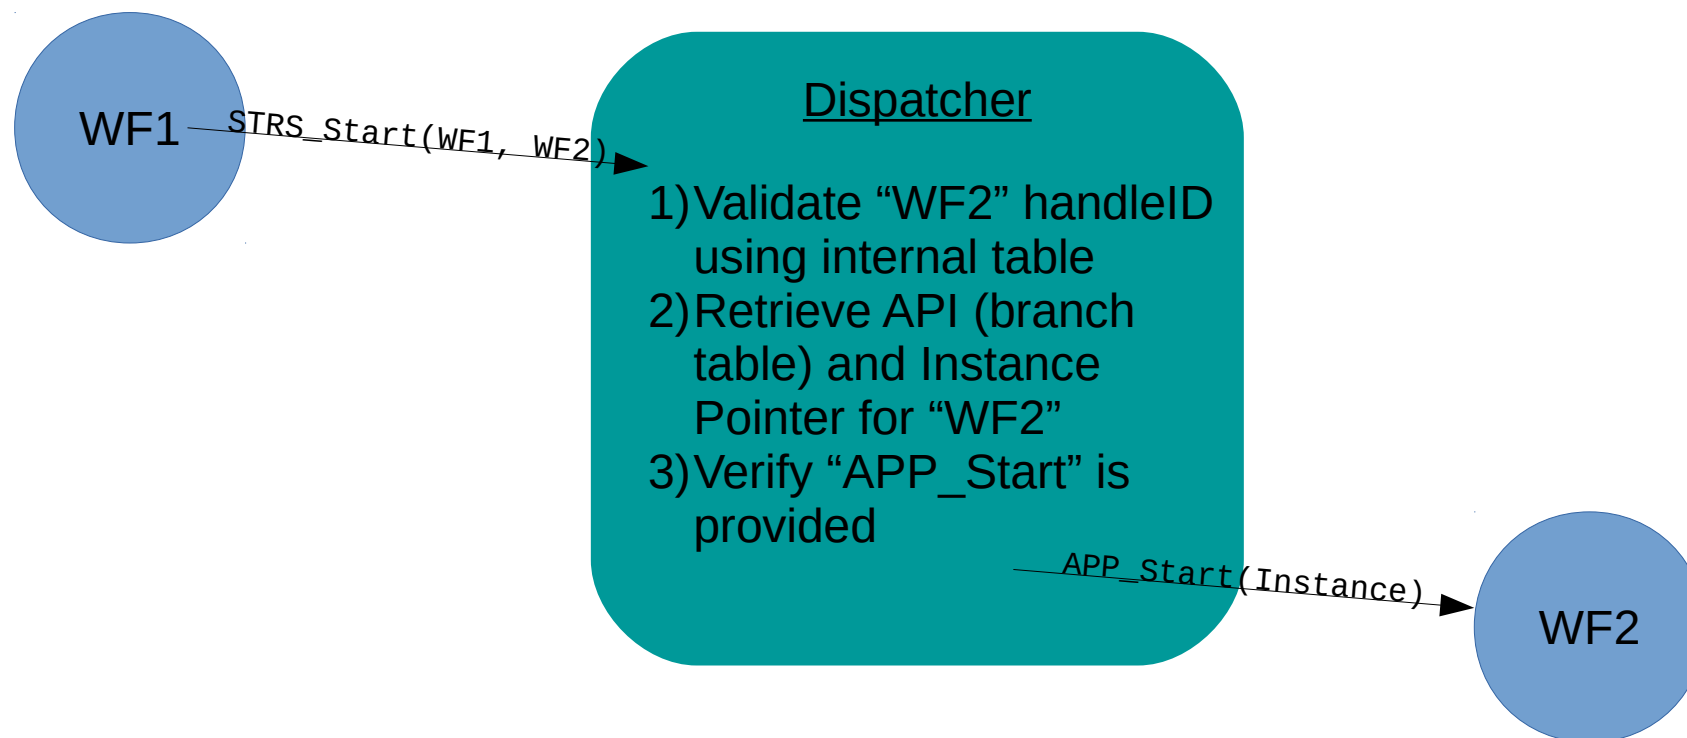 WF1
STRS_Start(WF1, WF2)
Dispatcher
1)Validate “WF2” handleID
using internal table
2)Retrieve API (branch
table) and Instance
Pointer for “WF2”
3)Verify “APP_Start” is
provided
APP_Start(Instance)
WF2